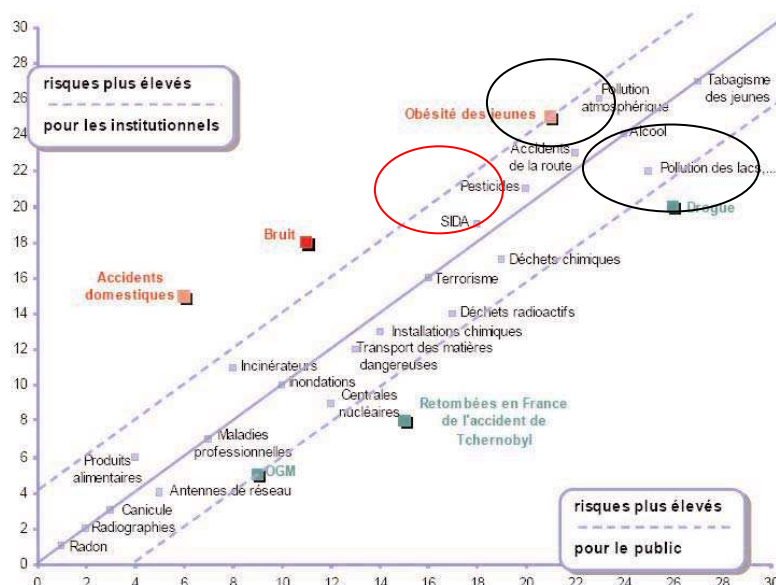 30
28
26
24
22
20
18
16
14
12
10
8
6
4
2
0
risques plus élevés
pour les institutionnels
Obésité des jeunes
Pollution
atmosphérique
Tabagisme
des jeunes
Alcool
Accidents
de la route
Pollution des lacs,...
Pesticides
Drogue
SIDA
Bruit
Déchets chimiques
Accidents
domestiques
Terrorisme
Déchets radioactifs
Installations chimiques
Transport des matières
dangereuses
Incinérateurs
inondations
Centrales
nucléaires
Retombées en France
de l'accident de
Tchernobyl
Maladies
professionnelles
Produits
alimentaires
OGM
Antennes de réseau
Canicule
Radiographies
Radon
risques plus élevés
pour le public
0 2 4 6 8 10 12 14 16 18 20 22 24 26 28 30